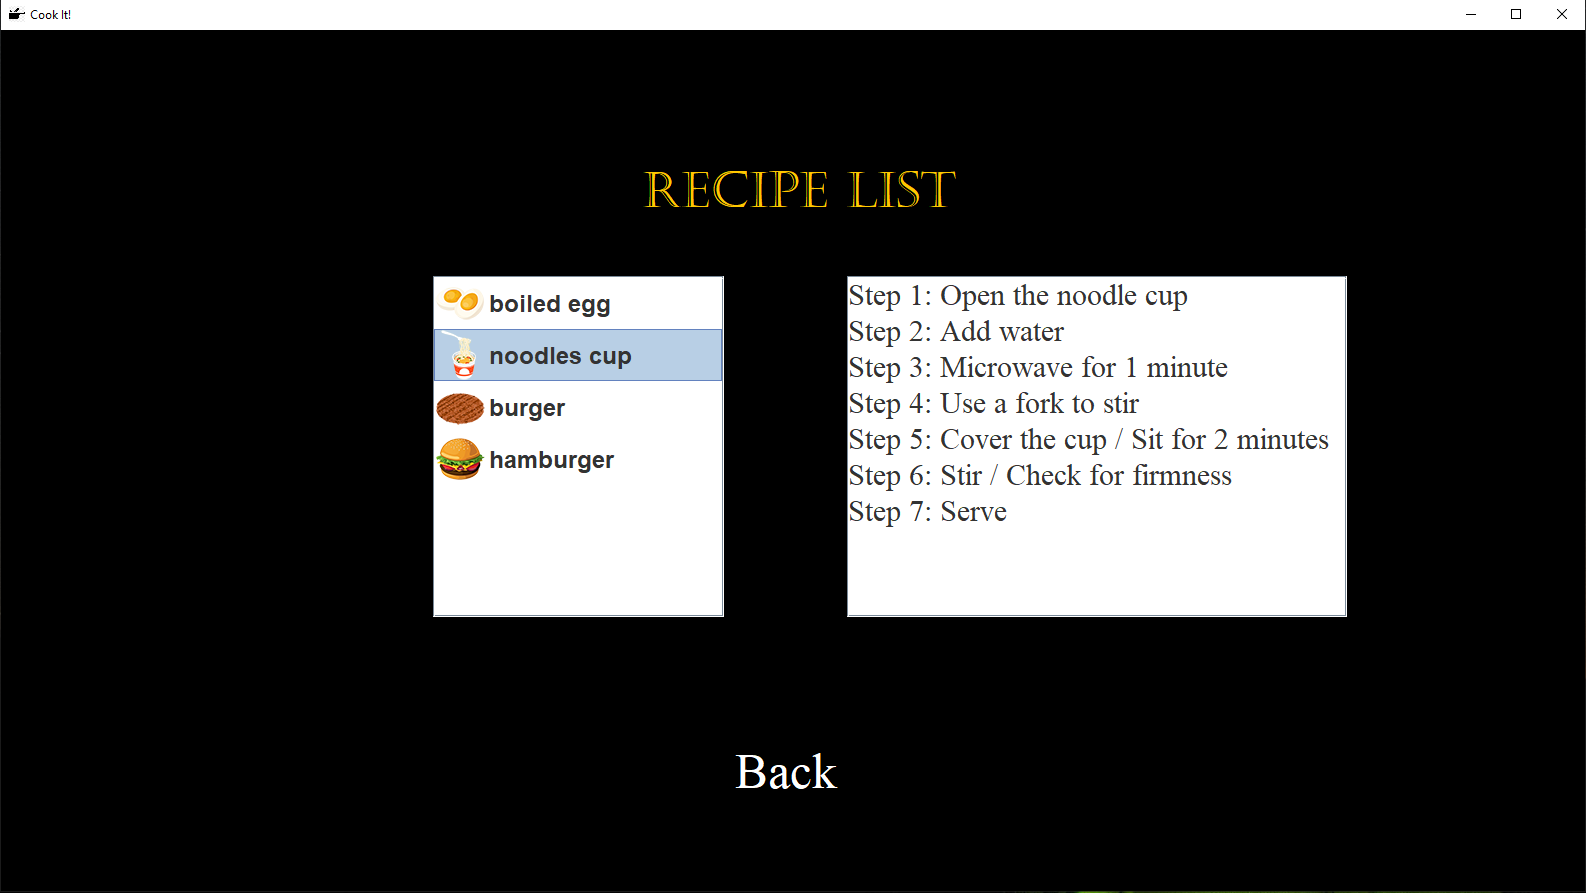 Cook It!
RECIPE LIST
boiled egg
noodles cup
burger
hamburger
Step 1: Open the noodle cup
Step 2: Add water
Step 3: Microwave for 1 minute
Step 4: Use a fork to stir
Step 5: Cover the cup / Sit for 2 minutes
Step 6: Stir / Check for firmness
Step 7: Serve
Back